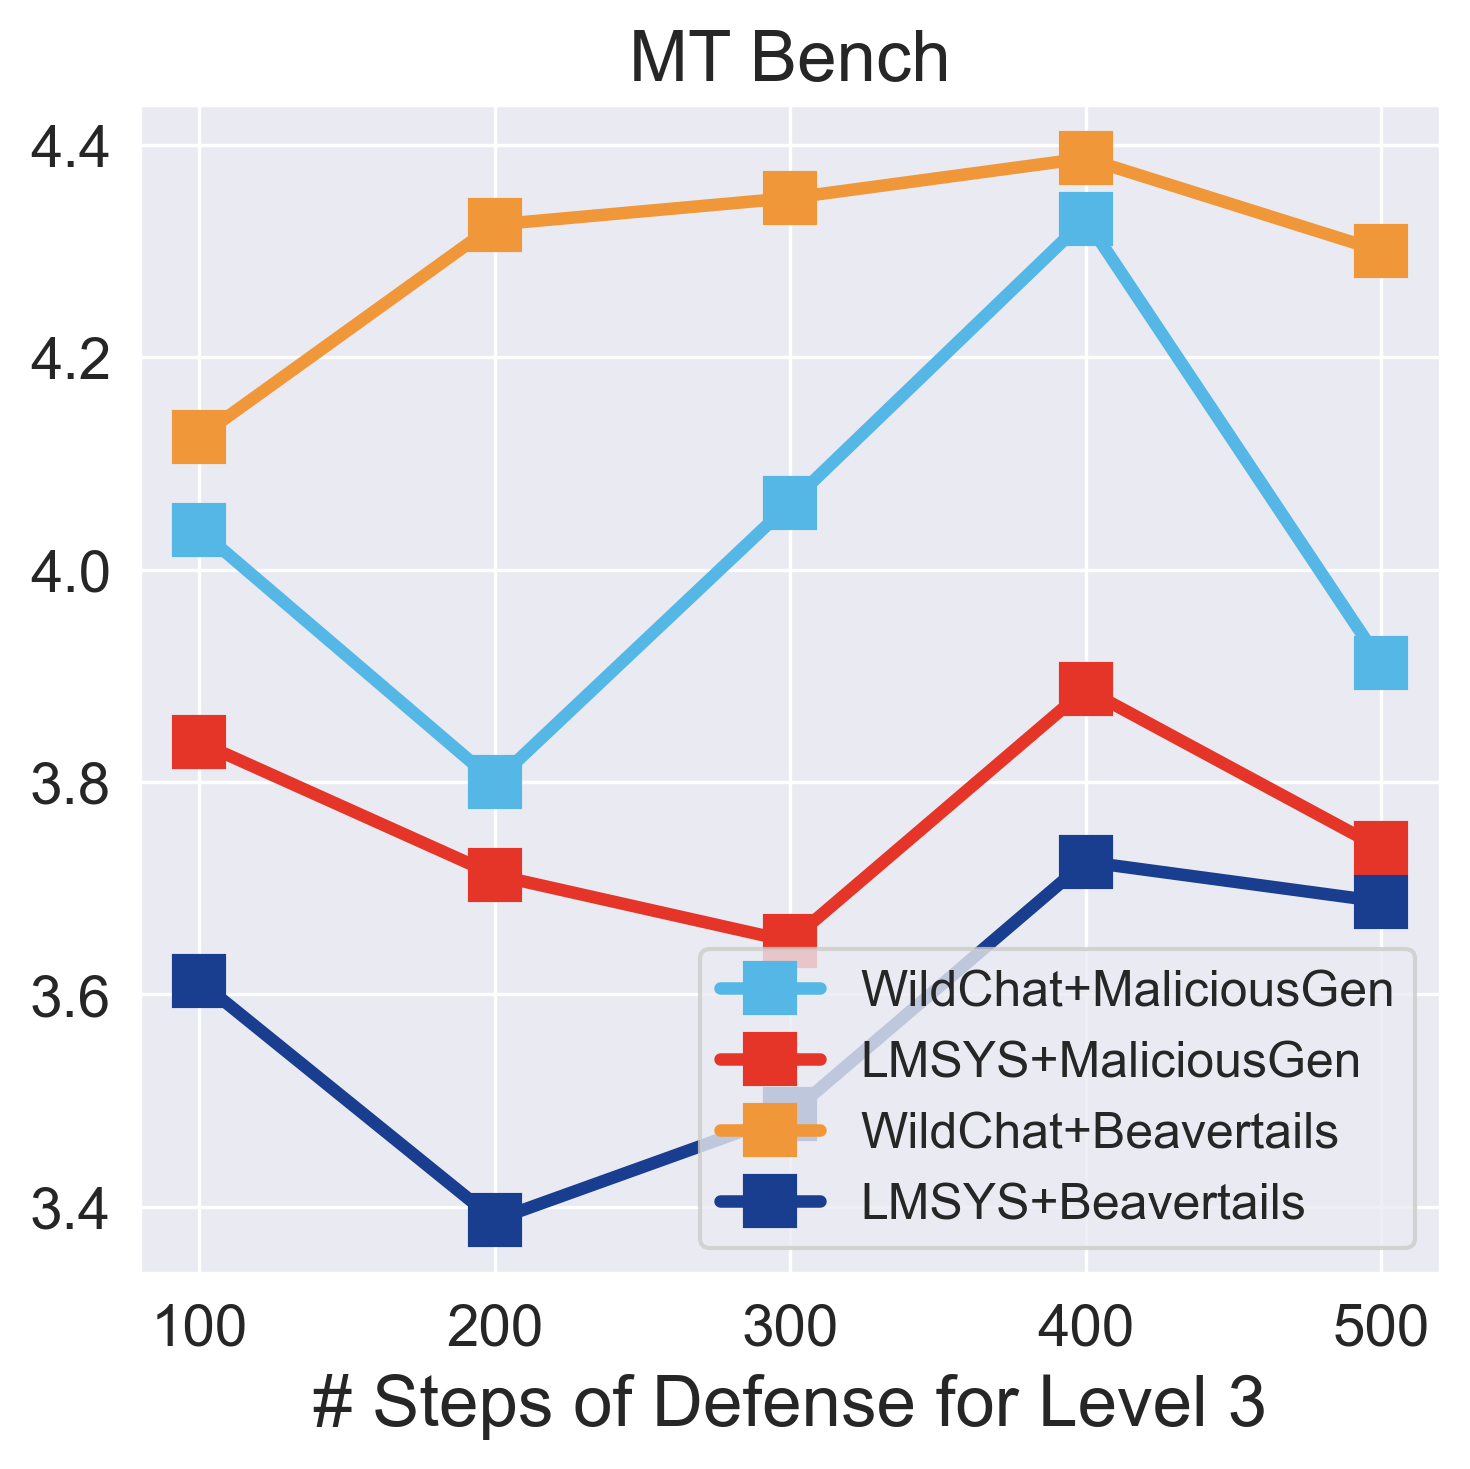 MT Bench
4.4
4.2
4.0
3.8
3.6
3.4
WildChat+MaliciousGen
LMSYS+MaliciousGen
WildChat+Beavertails
LMSYS+Beavertails
100 200 300 400 500
# Steps of Defense for Level 3